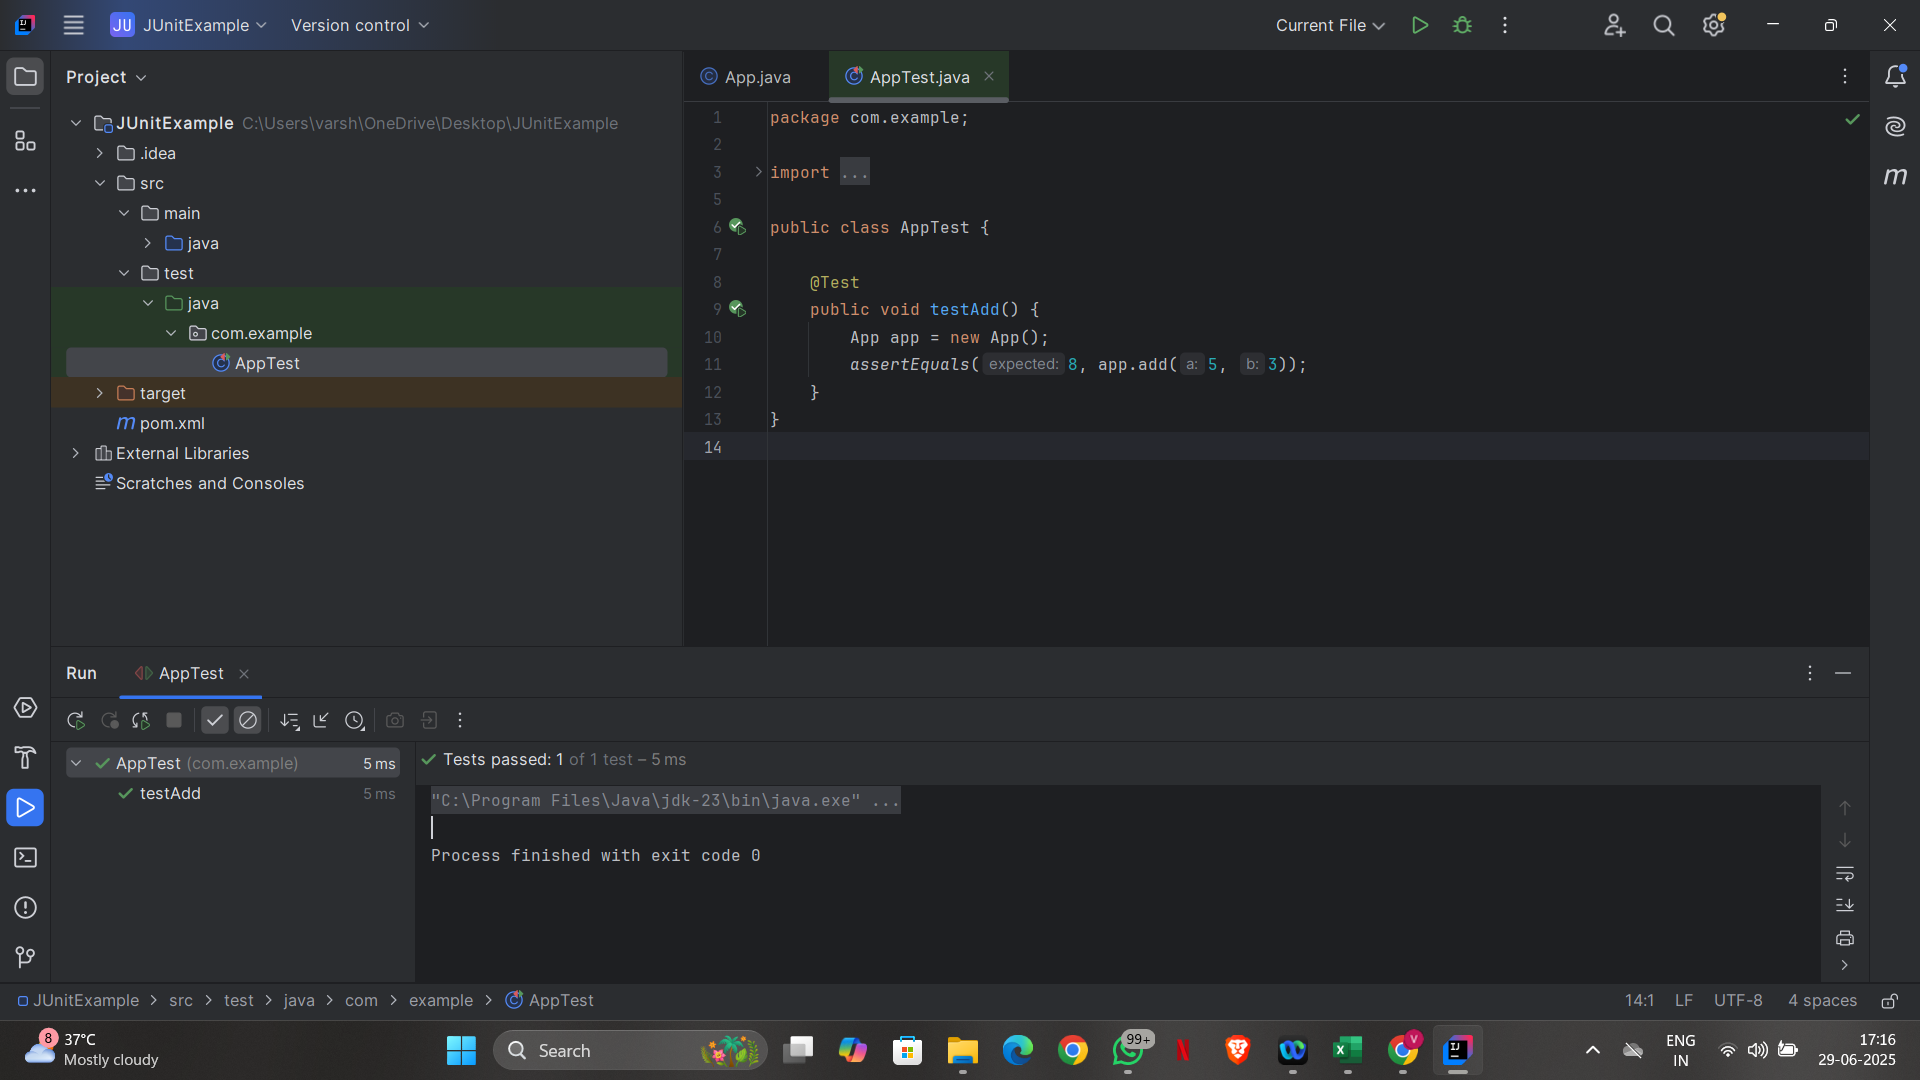 JU JUnitExample Version control Current File
Project
App.java AppTest.java
JUnitExample C:\Users\varsh\OneDrive\Desktop\JUnitExample
.idea
src
main
java
test
java
com.example
AppTest
target
m pom.xml
External Libraries
Scratches and Consoles
1 package com.example;
2
3 import ...
5
6 public class AppTest {
7
8 @Test
9 public void testAdd() {
10 App app = new App();
11 assertEquals( expected: 8, app.add( a: 5, b: 3));
12 }
13 }
14
m
Run AppTest
AppTest (com.example) 5 ms
testAdd 5 ms
Tests passed: 1 of 1 test – 5 ms
"C:\Program Files\Java\jdk-23\bin\java.exe" ...
Process finished with exit code 0
JUnitExample > src > test > java > com > example > AppTest 14:1 LF UTF-8 4 spaces
8 37°C
Mostly cloudy
Search
99+
V
IJ
ENG
IN
17:16
29-06-2025